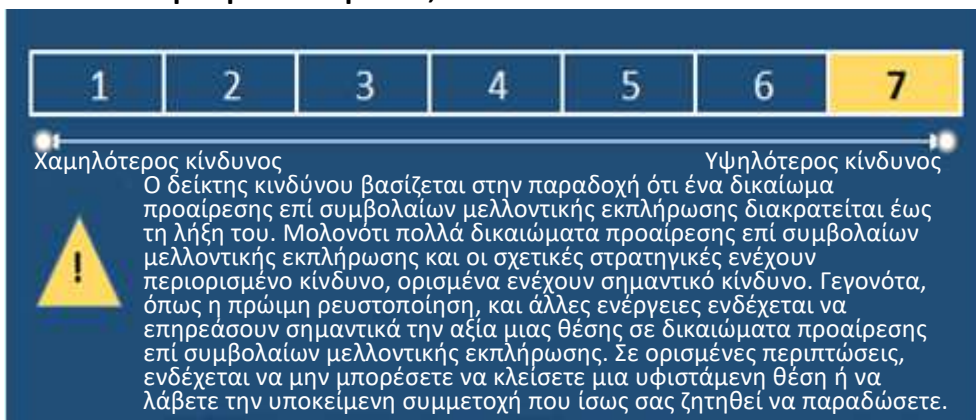 1 2 3 4 5 6 7
Χαμηλότερος κίνδυνος Υψηλότερος κίνδυνος
Ο δείκτης κινδύνου βασίζεται στην παραδοχή ότι ένα δικαίωμα
προαίρεσης επί συμβολαίων μελλοντικής εκπλήρωσης διακρατείται έως
τη λήξη του. Μολονότι πολλά δικαιώματα προαίρεσης επί συμβολαίων
μελλοντικής εκπλήρωσης και οι σχετικές στρατηγικές ενέχουν
περιορισμένο κίνδυνο, ορισμένα ενέχουν σημαντικό κίνδυνο. Γεγονότα,
όπως η πρώιμη ρευστοποίηση, και άλλες ενέργειες ενδέχεται να
επηρεάσουν σημαντικά την αξία μιας θέσης σε δικαιώματα προαίρεσης
επί συμβολαίων μελλοντικής εκπλήρωσης. Σε ορισμένες περιπτώσεις,
ενδέχεται να μην μπορέσετε να κλείσετε μια υφιστάμενη θέση ή να
λάβετε την υποκείμενη συμμετοχή που ίσως σας ζητηθεί να παραδώσετε.
!